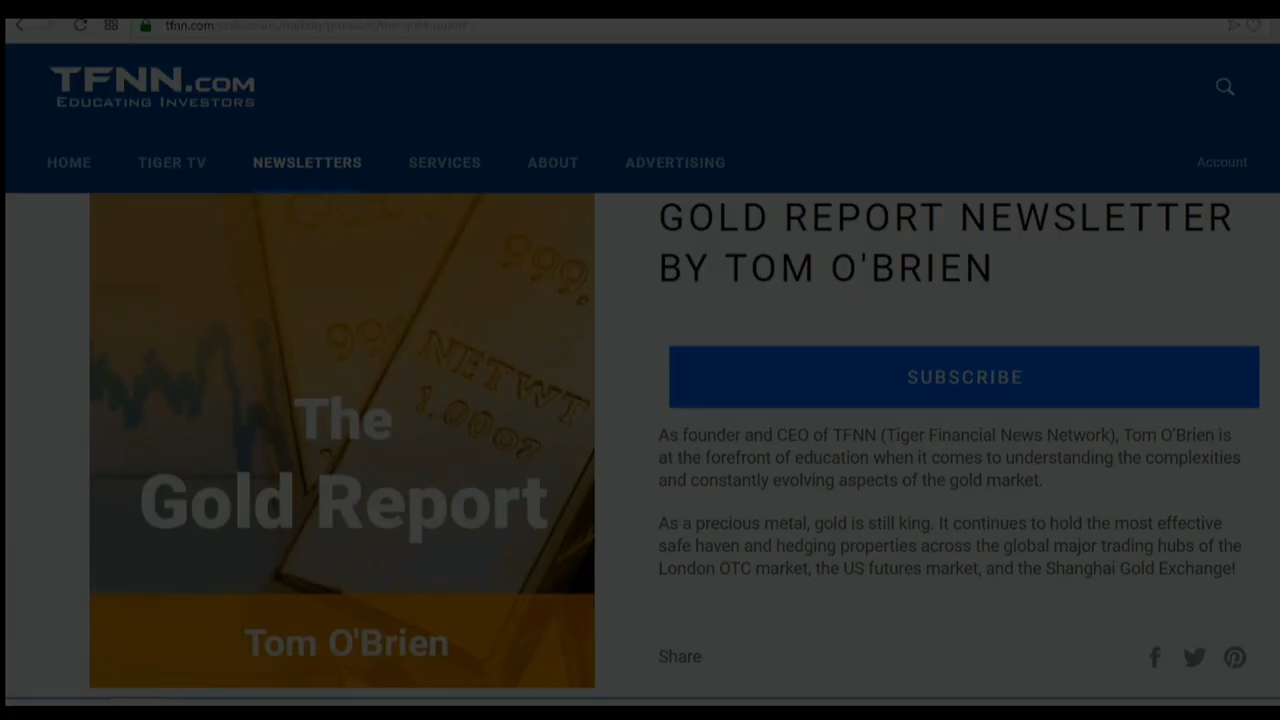 tfnn.com
TFNN.COM
EDUCATING INVESTORS
HOME TIGER TV NEWSLETTERS SERVICES ABOUT ADVERTISING Account
999.
999
NETWT
1.000Z
The
Gold Report
Tom O'Brien
GOLD REPORT NEWSLETTER
BY TOM O'BRIEN
SUBSCRIBE
As founder and CEO of TFNN (Tiger Financial News Network), Tom O'Brien is
at the forefront of education when it comes to understanding the complexities
and constantly evolving aspects of the gold market.
As a precious metal, gold is still king. It continues to hold the most effective
safe haven and hedging properties across the global major trading hubs of the
London OTC market, the US futures market, and the Shanghai Gold Exchange!
Share